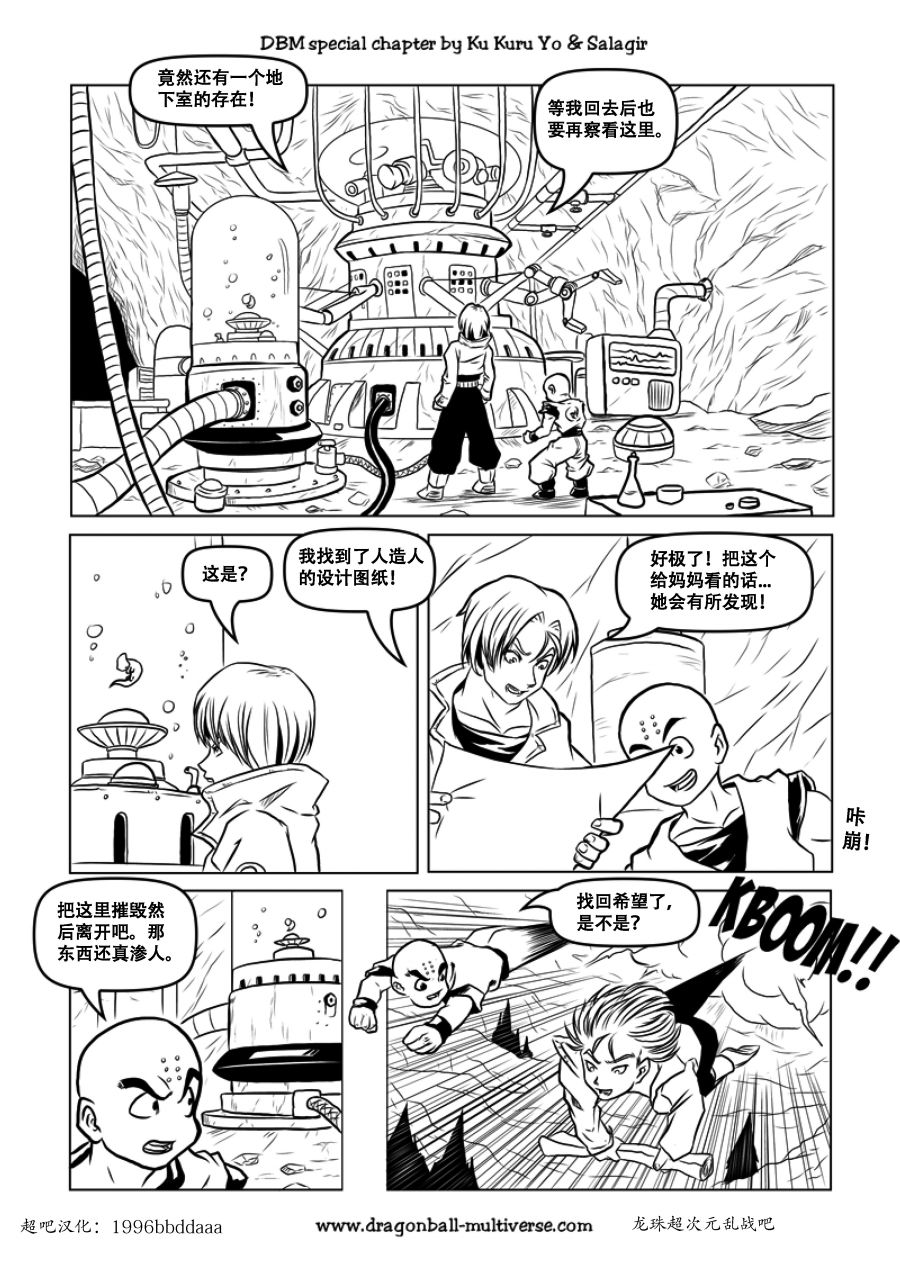 DBM special chapter by Ku Kuru Yo & Salagir
竟然还有一个地
下室的存在!
等我回去后也
要再察看这里。
这是?
我找到了人造人
的设计图纸!
好极了!把这个
给妈妈看的话...
她会有所发现!
咔
崩!
把这里摧毁然
后离开吧。那
东西还真渗人。
找回希望了,
是不是?
KBOOM!!
超吧汉化:1996bbddaaa
www.dragonball-multiverse.com
龙珠超次元乱战吧